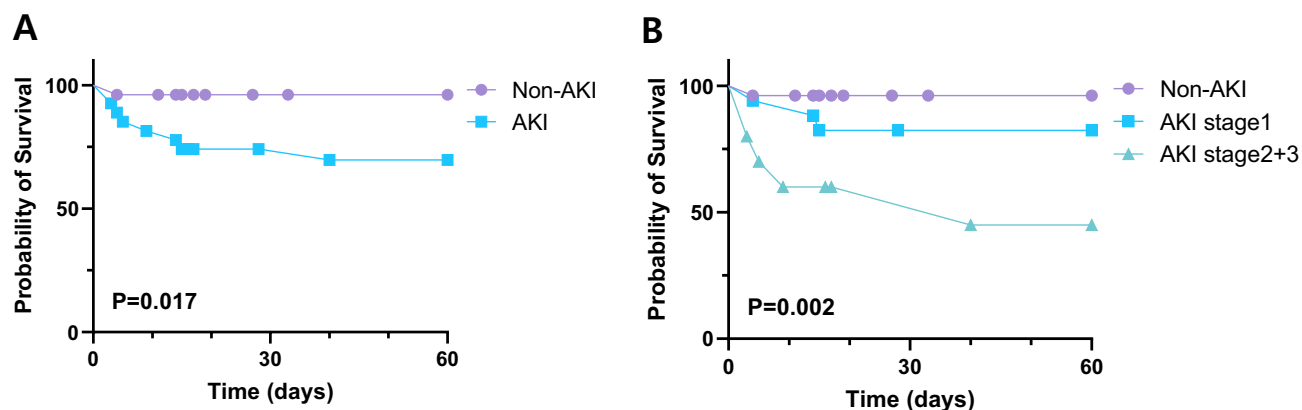 A
Probability of Survival
100
50
0
0
30
60
Time (days)
P=0.017
Non-AKI
AKI
B
Probability of Survival
100
50
0
0
30
60
Time (days)
P=0.002
Non-AKI
AKI stage1
AKI stage2+3